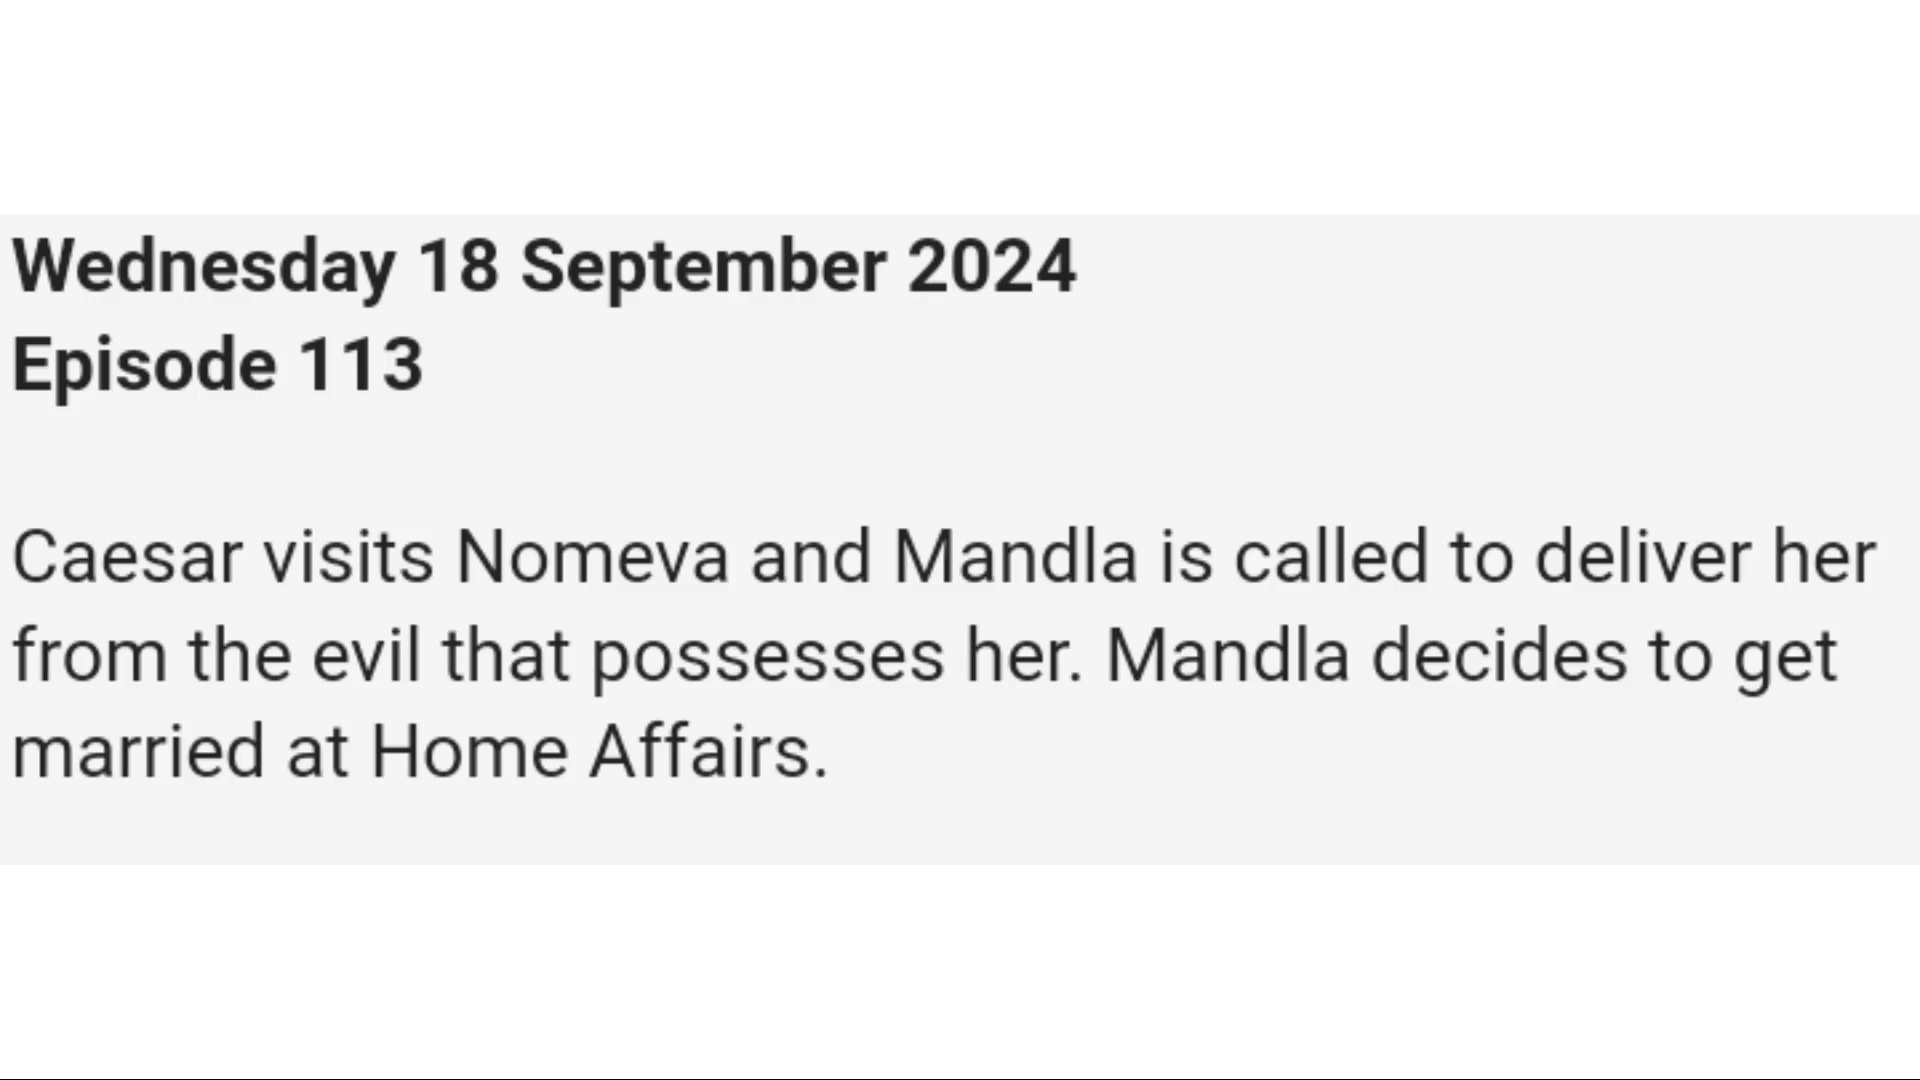 Wednesday 18 September 2024
Episode 113
Caesar visits Nomeva and Mandla is called to deliver her
from the evil that possesses her. Mandla decides to get
married at Home Affairs.